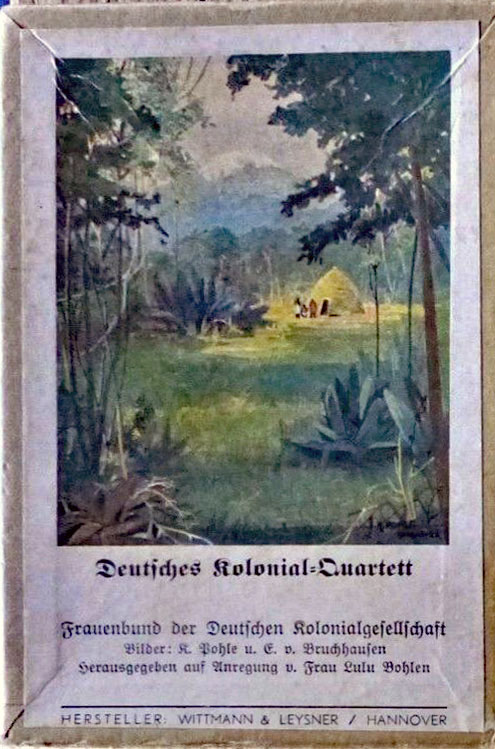 Deutsches Kolonial-Quartett
Frauenbund der Deutschen Kolonialgesellschaft
Bilder: K. Pohle u. E. v. Bruchhausen
Herausgegeben auf Anregung v. Frau Lulu Bohlen
HERSTELLER: WITTMANN & LEYSNER / HANNOVER